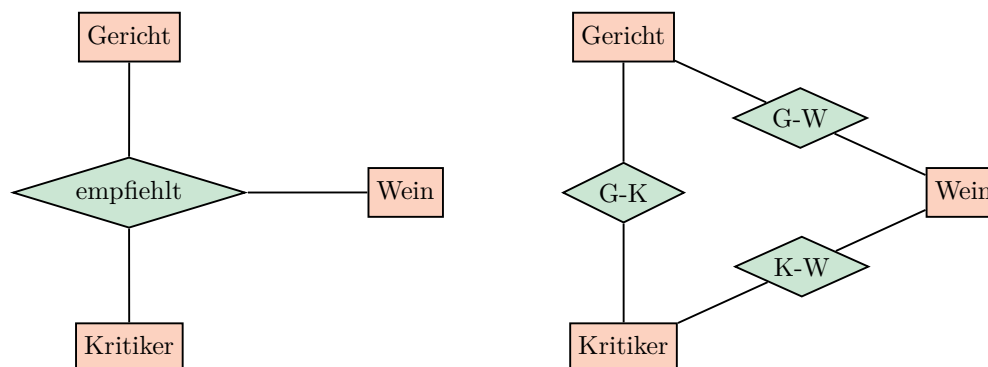 Gericht
empfiehlt
Wein
Kritiker
Gericht
G-W
G-K
Wein
K-W
Kritiker